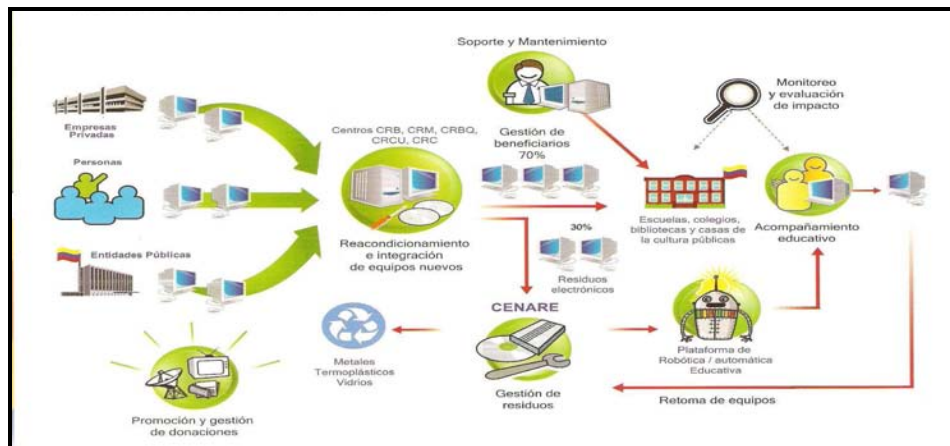 Soporte y Mantenimiento
Monitoreo
y evaluación
de impacto
Empresas
Privadas
Centros CRB, CRM, CRBQ,
CRCU, CRC
Gestión de
beneficiarios
70%
Personas
Reacondicionamiento
e integración
de equipos nuevos
Escuelas, colegios,
bibliotecas y casas de
la cultura públicas
Acompañamiento
educativo
30%
Residuos
electrónicos
Entidades Públicas
CENARE
Metales
Termoplásticos
Vidrios
Gestión de
residuos
Plataforma de
Robótica / automática
Educativa
Retoma de equipos
Promoción y gestión
de donaciones